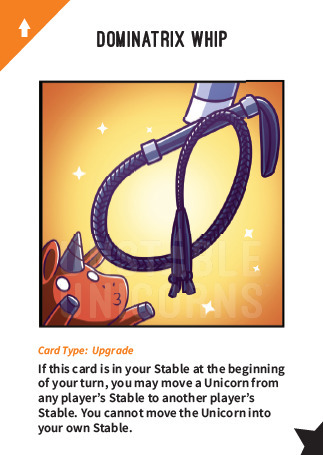 DOMINATRIX WHIP
UNSTABLE
UNICORNS
Card Type: Upgrade
If this card is in your Stable at the beginning
of your turn, you may move a Unicorn from
any player's Stable to another player's
Stable. You cannot move the Unicorn into
your own Stable.